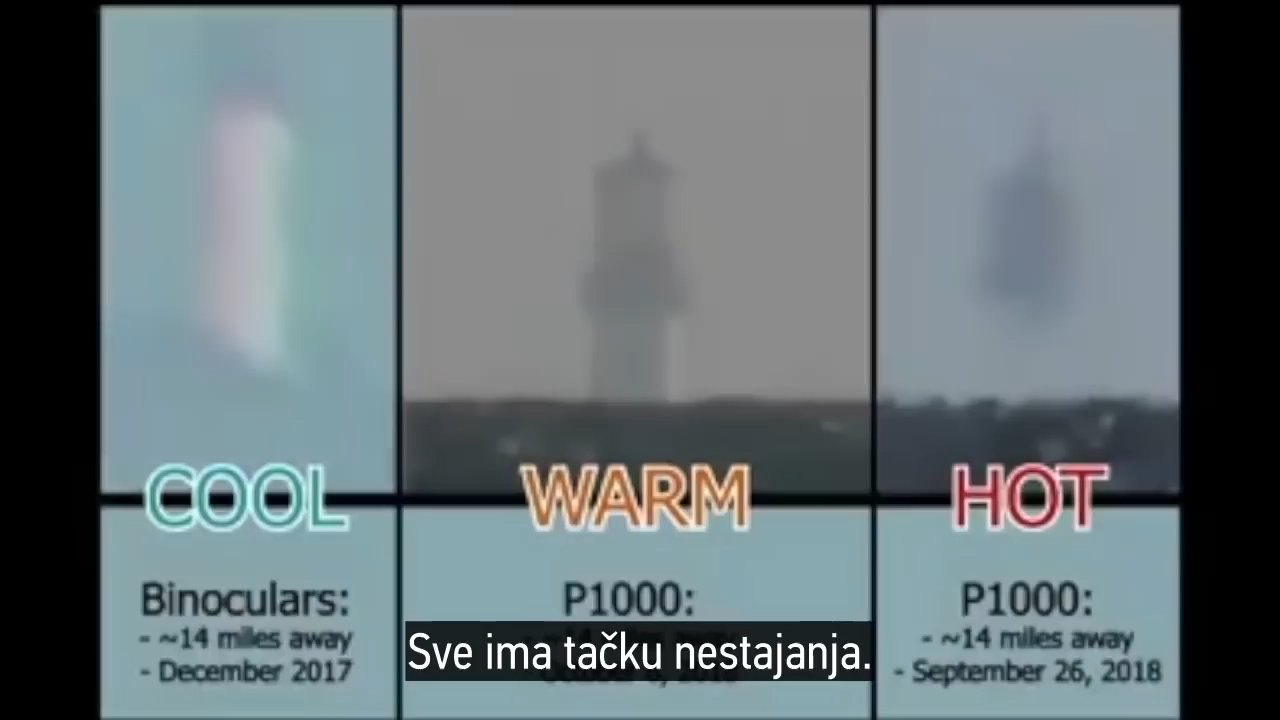 COOL
WARM
HOT
Binoculars:
- ~14 miles away
- December 2017
P1000:
P1000:
- ~14 miles away
- September 26, 2018
Sve ima tačku nestajanja.